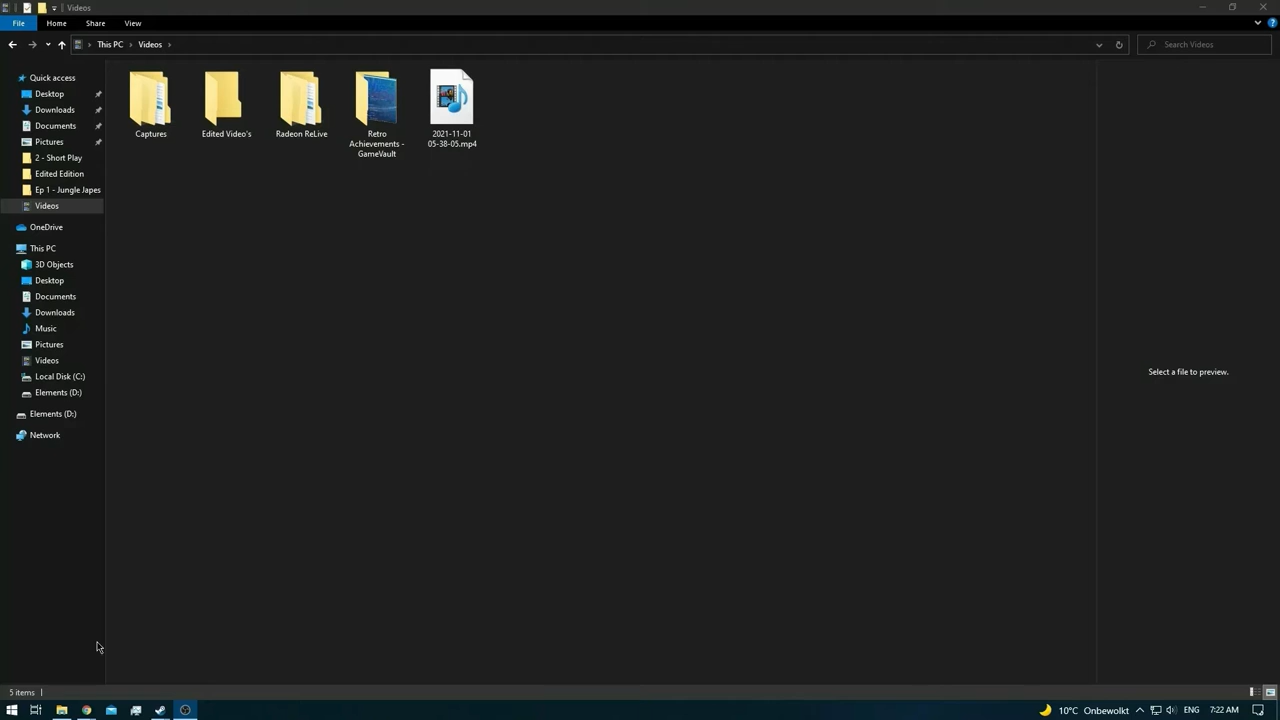 Videos
File Home Share View
This PC Videos
Search Videos
Quick access
Desktop
Downloads
Documents
Pictures
2 - Short Play
Edited Edition
Ep 1 - Jungle Japes
Videos
OneDrive
This PC
3D Objects
Desktop
Documents
Downloads
Music
Pictures
Videos
Local Disk (C:)
Elements (D:)
Elements (D:)
Network
Captures
Edited Video's
Radeon ReLive
Retro
Achievements -
GameVault
2021-11-01
05-38-05.mp4
Select a file to preview.
5 items
10°C Onbewolkt
ENG
7:22 AM